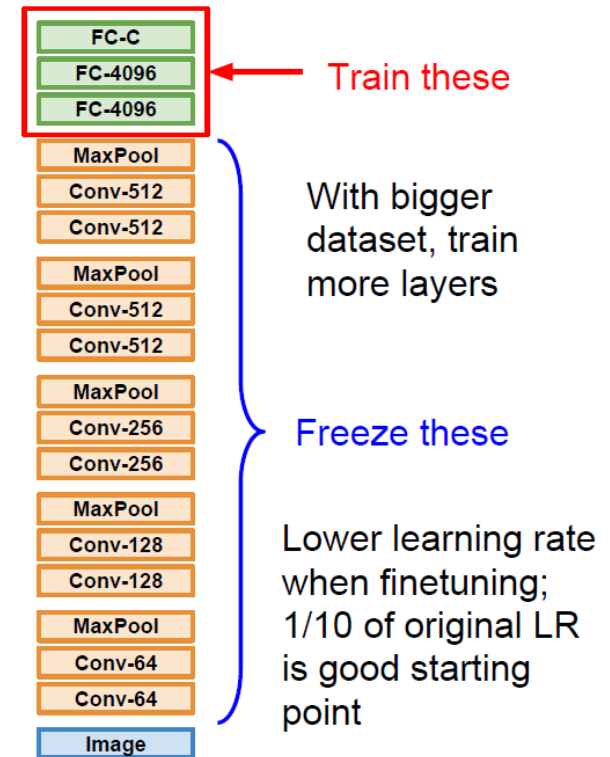 FC-C
FC-4096
FC-4096
Train these
MaxPool
Conv-512
Conv-512
With bigger
dataset, train
more layers
MaxPool
Conv-512
Conv-512
MaxPool
Conv-256
Conv-256
Freeze these
MaxPool
Conv-128
Conv-128
MaxPool
Conv-64
Conv-64
Lower learning rate
when finetuning;
1/10 of original LR
is good starting
point
Image